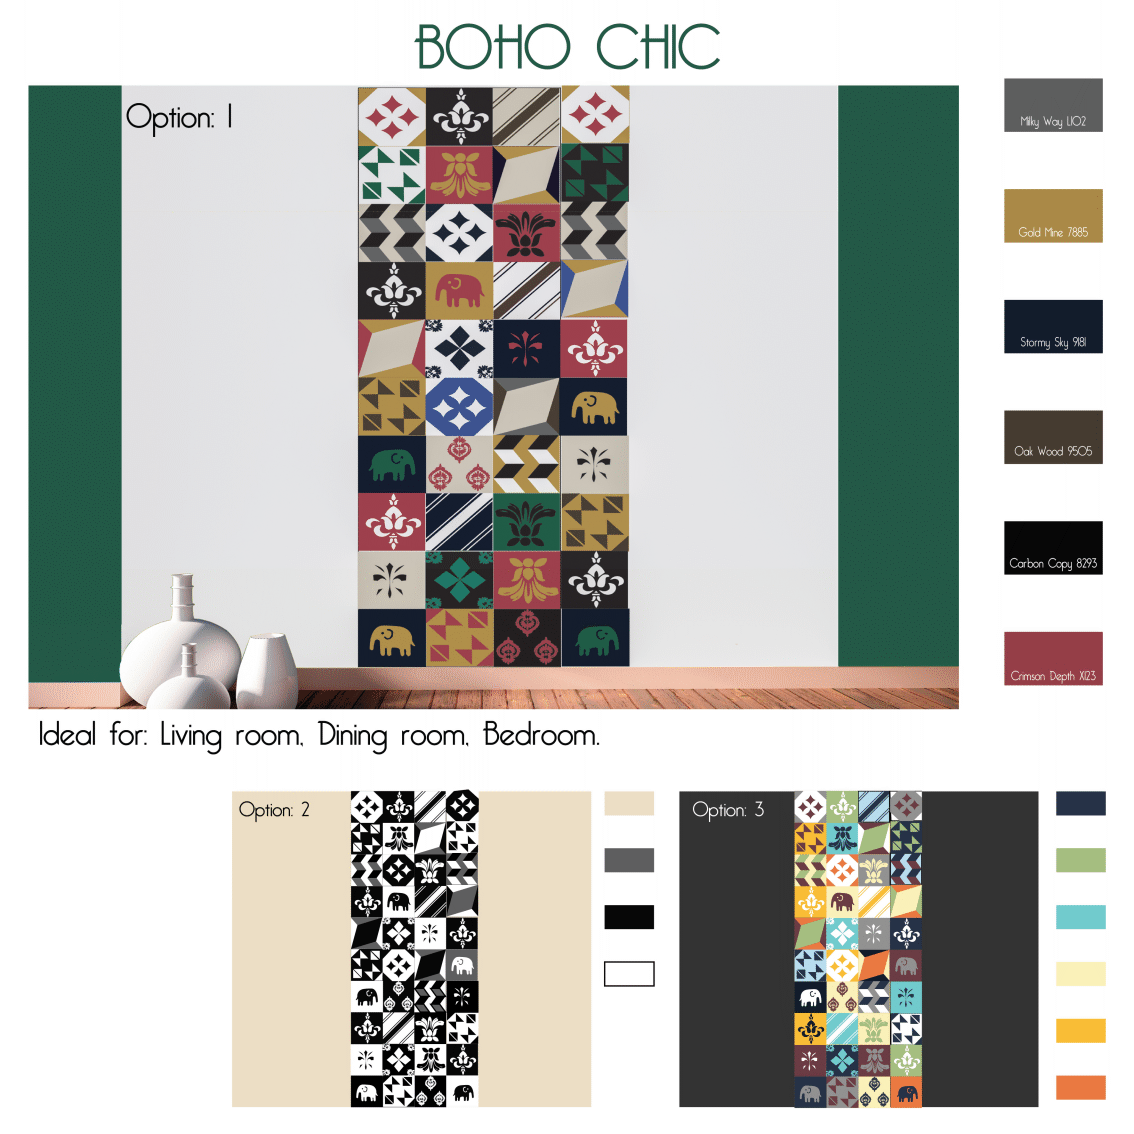 BOHO CHIC
Option: 1
Milky Way L102
Gold Mine 7885
Stormy Sky 9181
Oak Wood 9505
Carbon Copy 8293
Crimson Depth X123
Ideal for: Living room, Dining room, Bedroom.
Option: 2
Option: 3